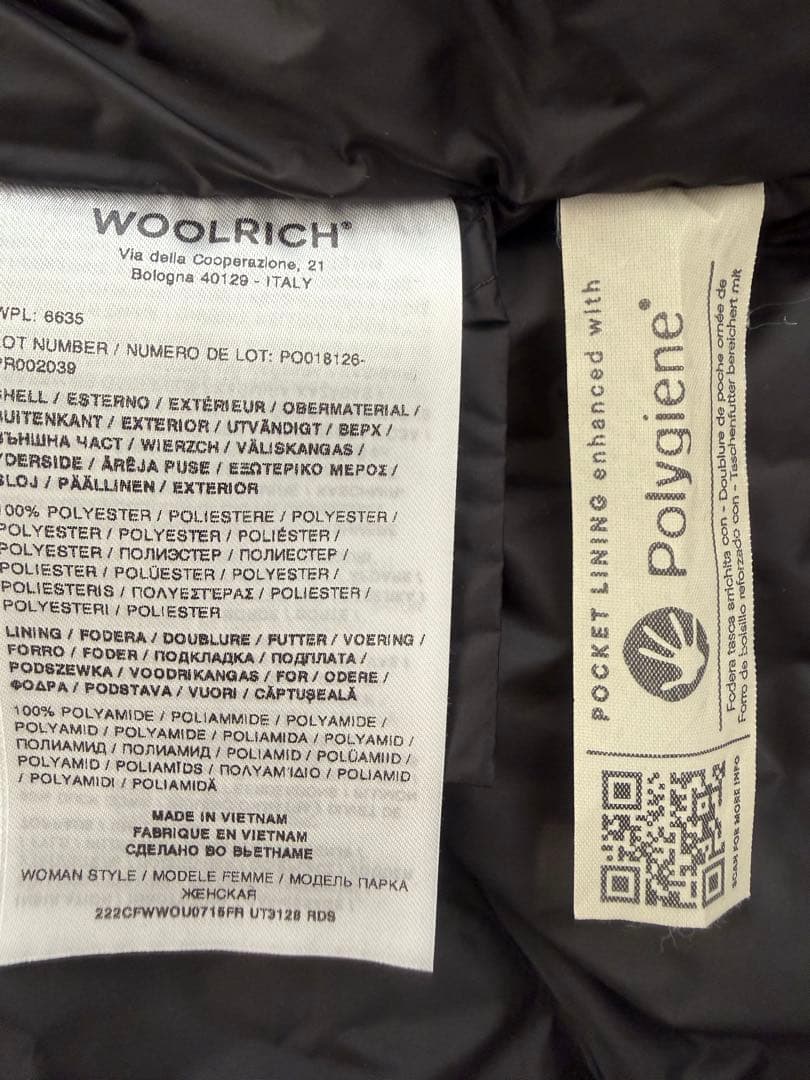 WOOLRICH®
Via della Cooperazione, 21
Bologna 40129 - ITALY
WPL: 6635
LOT NUMBER / NUMERO DE LOT: PO018126-
PR002039
SHELL / ESTERNO / EXTÉRIEUR / OBERMATERIAL /
BUITENKANT / EXTERIOR / UTVÄNDIGT / ВЕРХ /
ВЪНШНА ЧАСТ / WIERZCH / VÄLISKANGAS /
YDERSIDE / ĀRĒJA PUSE / ΕΞΩΤΕΡΙΚΟ ΜΕΡΟΣ /
SLOJ / PÄÄLLINEN / EXTERIOR
100% POLYESTER / POLIESTERE / POLYESTER /
POLYESTER / POLYESTER / POLIÉSTER /
POLYESTER / ПОЛИЭСТЕР / ПОЛИЕСТЕР /
POLIESTER / POLÜESTER / POLYESTER /
POLIESTERIS / ΠΟΛΥΕΣΤΕΡΑΣ / POLIESTER /
POLYESTERI / POLIESTER
LINING / FODERA / DOUBLURE / FUTTER / VOERING /
FORRO / FODER / ПОДКЛАДКА / ПОДПЛАТА /
PODSZEWKA / VOODRIKANGAS / FOR / ODERE /
ΦΟΔΡΑ / PODSTAVA / VUORI / CĂPTUȘEALĂ
100% POLYAMIDE / POLIAMMIDE / POLYAMIDE /
POLYAMID / POLYAMIDE / POLIAMIDA / POLYAMID /
ПОЛИАМИД / ПОЛИАМИД / POLIAMID / POLÜAMIID /
POLYAMID / POLIAMĪDS / ΠΟΛΥΑΜΊΔΙΟ / POLIAMID
/ POLYAMIDI / POLIAMIDĂ
MADE IN VIETNAM
FABRIQUE EN VIETNAM
СДЕЛАНО ВО ВЬЕТНАМЕ
WOMAN STYLE / MODELE FEMME / МОДЕЛЬ ПАРКА
ЖЕНСКАЯ
222CFWWOU0715FR UT3128 RDS
POCKET LINING enhanced with
Polygiene®
Fodera tasca arrichita con - Doublure de poche ornée de
Forro de bolsillo reforzado con - Taschenfutter bereichert mit
SCAN FOR MORE INFO